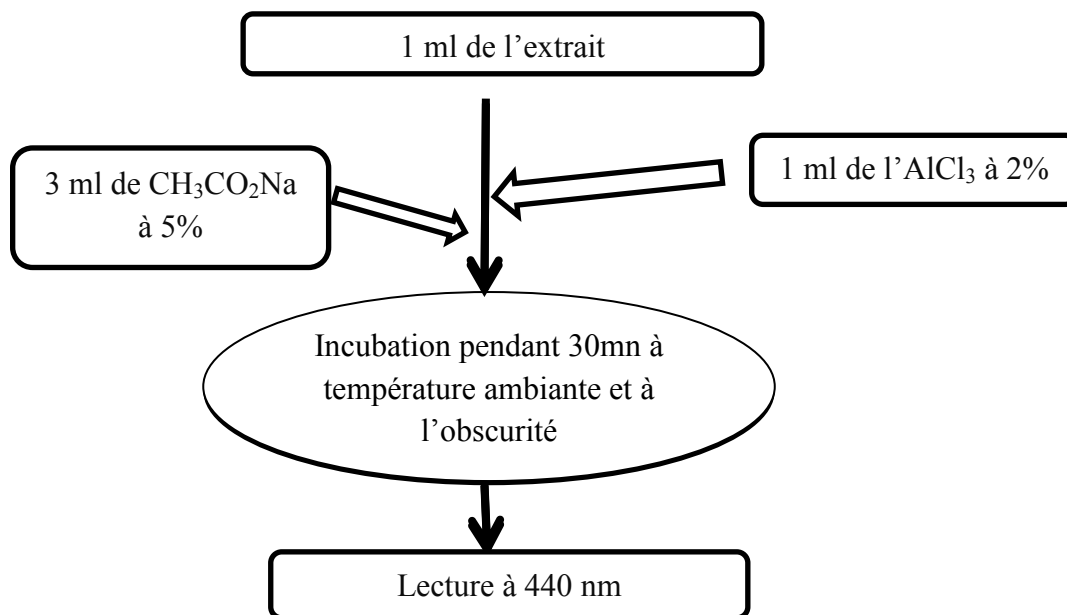 1 ml de l’extrait
3 ml de CH₃CO₂Na
à 5%
1 ml de l’AlCl₃ à 2%
Incubation pendant 30mn à
température ambiante et à
l’obscurité
Lecture à 440 nm